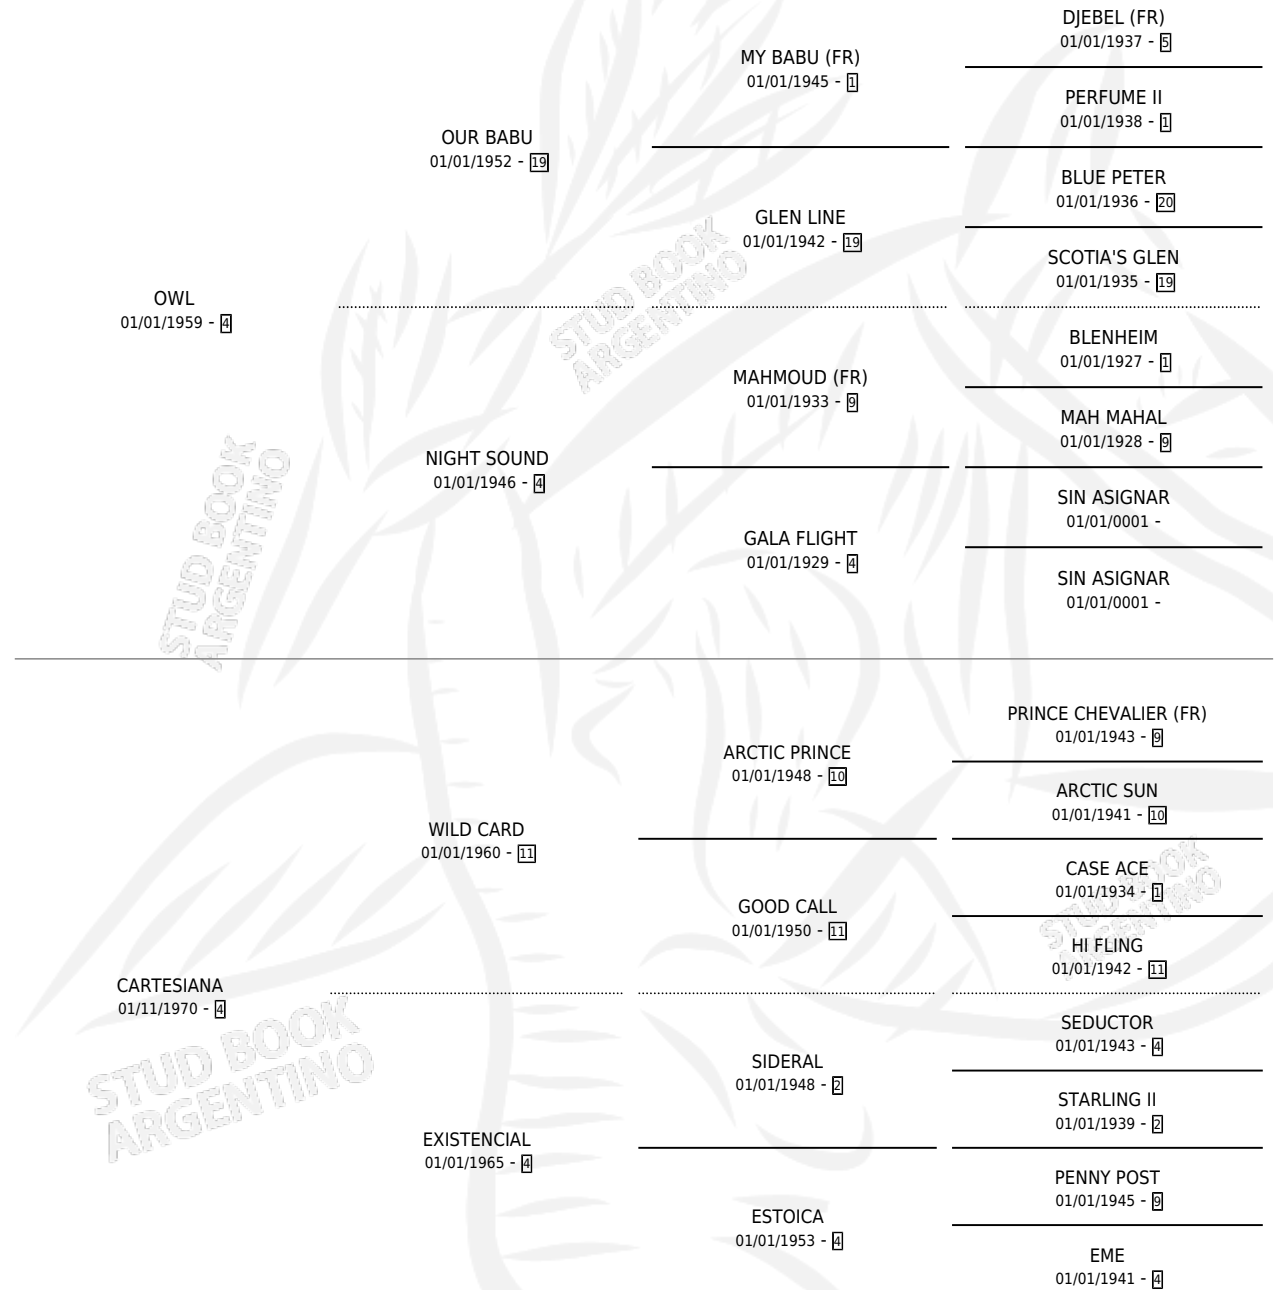 DJEBEL (FR)
01/01/1937 - 5
MY BABU (FR)
01/01/1945 - 1
PERFUME II
01/01/1938 - 1
OUR BABU
01/01/1952 - 19
BLUE PETER
01/01/1936 - 20
GLEN LINE
01/01/1942 - 19
SCOTIA'S GLEN
01/01/1935 - 19
OWL
01/01/1959 - 4
BLENHEIM
01/01/1927 - 1
MAHMOUD (FR)
01/01/1933 - 9
MAH MAHAL
01/01/1928 - 9
NIGHT SOUND
01/01/1946 - 4
SIN ASIGNAR
01/01/0001 -
GALA FLIGHT
01/01/1929 - 4
SIN ASIGNAR
01/01/0001 -
PRINCE CHEVALIER (FR)
01/01/1943 - 9
ARCTIC PRINCE
01/01/1948 - 10
ARCTIC SUN
01/01/1941 - 10
WILD CARD
01/01/1960 - 11
CASE ACE
01/01/1934 - 1
GOOD CALL
01/01/1950 - 11
HI FLING
01/01/1942 - 11
CARTESIANA
01/11/1970 - 4
SEDUCTOR
01/01/1943 - 4
SIDERAL
01/01/1948 - 2
STARLING II
01/01/1939 - 2
EXISTENCIAL
01/01/1965 - 4
PENNY POST
01/01/1945 - 9
ESTOICA
01/01/1953 - 4
EME
01/01/1941 - 4
STUD BOOK
ARGENTINO
STUD BOOK
ARGENTINO
STUD BOOK
ARGENTINO
STUD BOOK
ARGENTINO